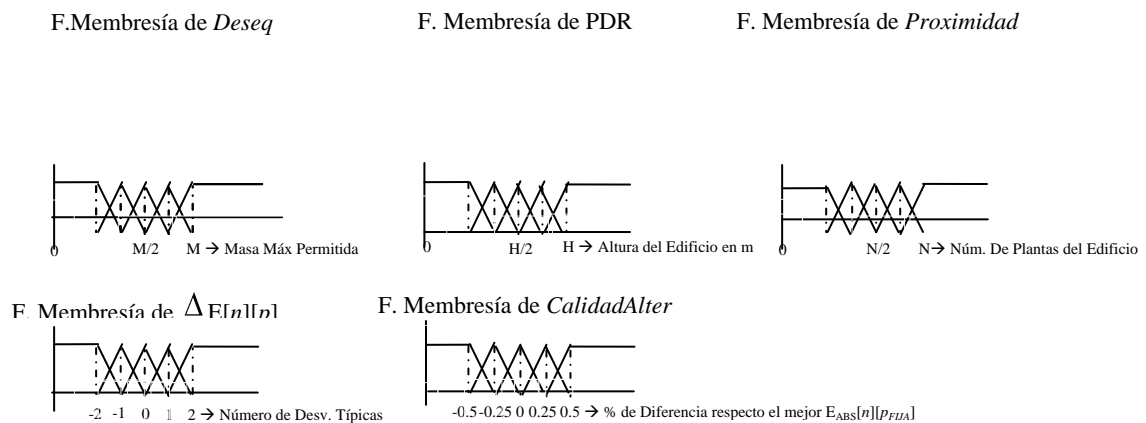 F.Membresía de Deseq
F. Membresía de PDR
F. Membresía de Proximidad
0 M/2 M → Masa Máx Permitida
0 H/2 H → Altura del Edificio en m
0 N/2 N→ Núm. De Plantas del Edificio
F. Membresía de Δ E[n][p]
F. Membresía de CalidadAlter
-2 -1 0 1 2 → Número de Desv. Típicas
-0.5 -0.25 0 0.25 0.5 → % de Diferencia respecto el mejor EABS[n][pFIJA]